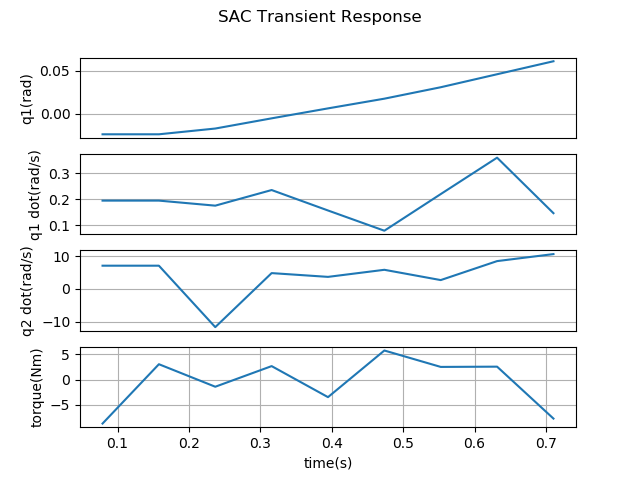 SAC Transient Response
q1(rad)
0.05
0.00
q1 dot(rad/s)
0.3
0.2
0.1
q2 dot(rad/s)
10
0
−10
torque(Nm)
5
0
−5
0.1 0.2 0.3 0.4 0.5 0.6 0.7
time(s)